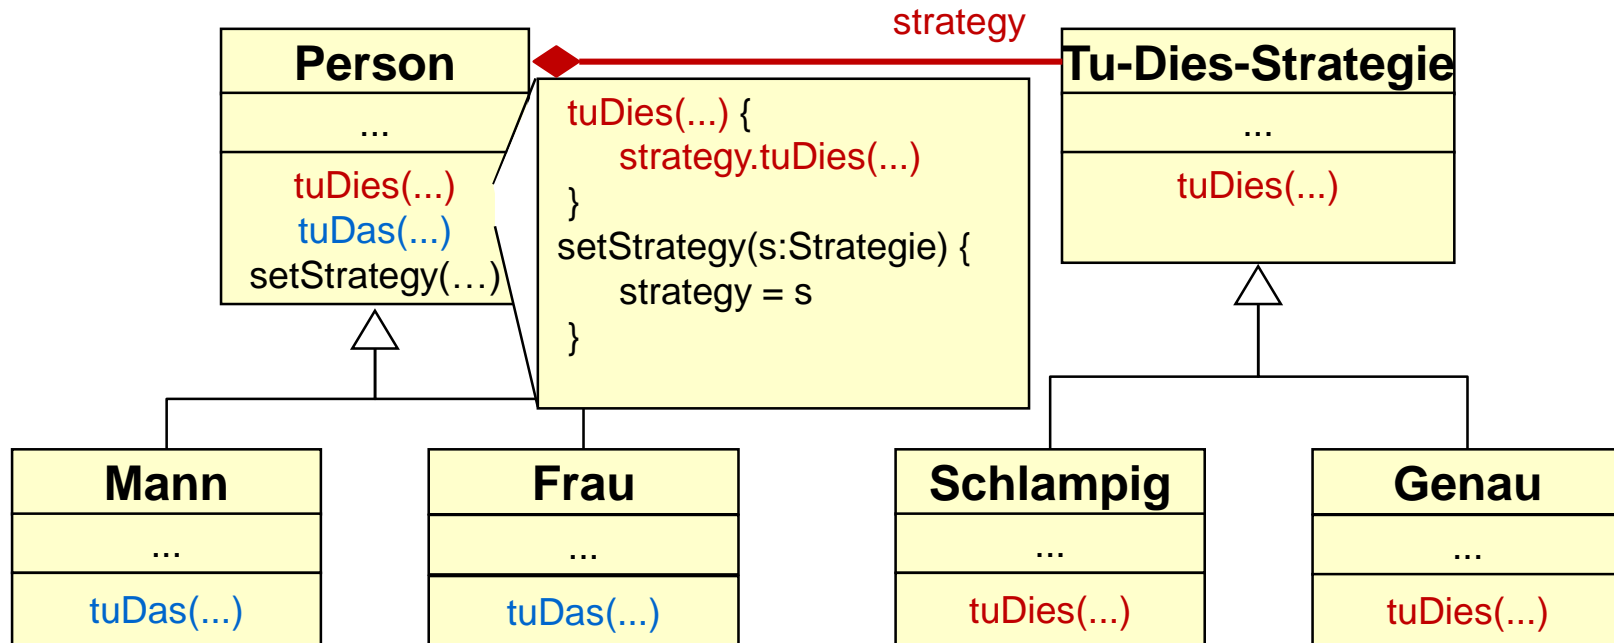 strategy
Person
...
tuDies(...)
tuDas(...)
setStrategy(…)
tuDies(...) {
strategy.tuDies(...)
}
setStrategy(s:Strategie) {
strategy = s
}
Tu-Dies-Strategie
...
tuDies(...)
Mann
...
tuDas(...)
Frau
...
tuDas(...)
Schlampig
...
tuDies(...)
Genau
...
tuDies(...)